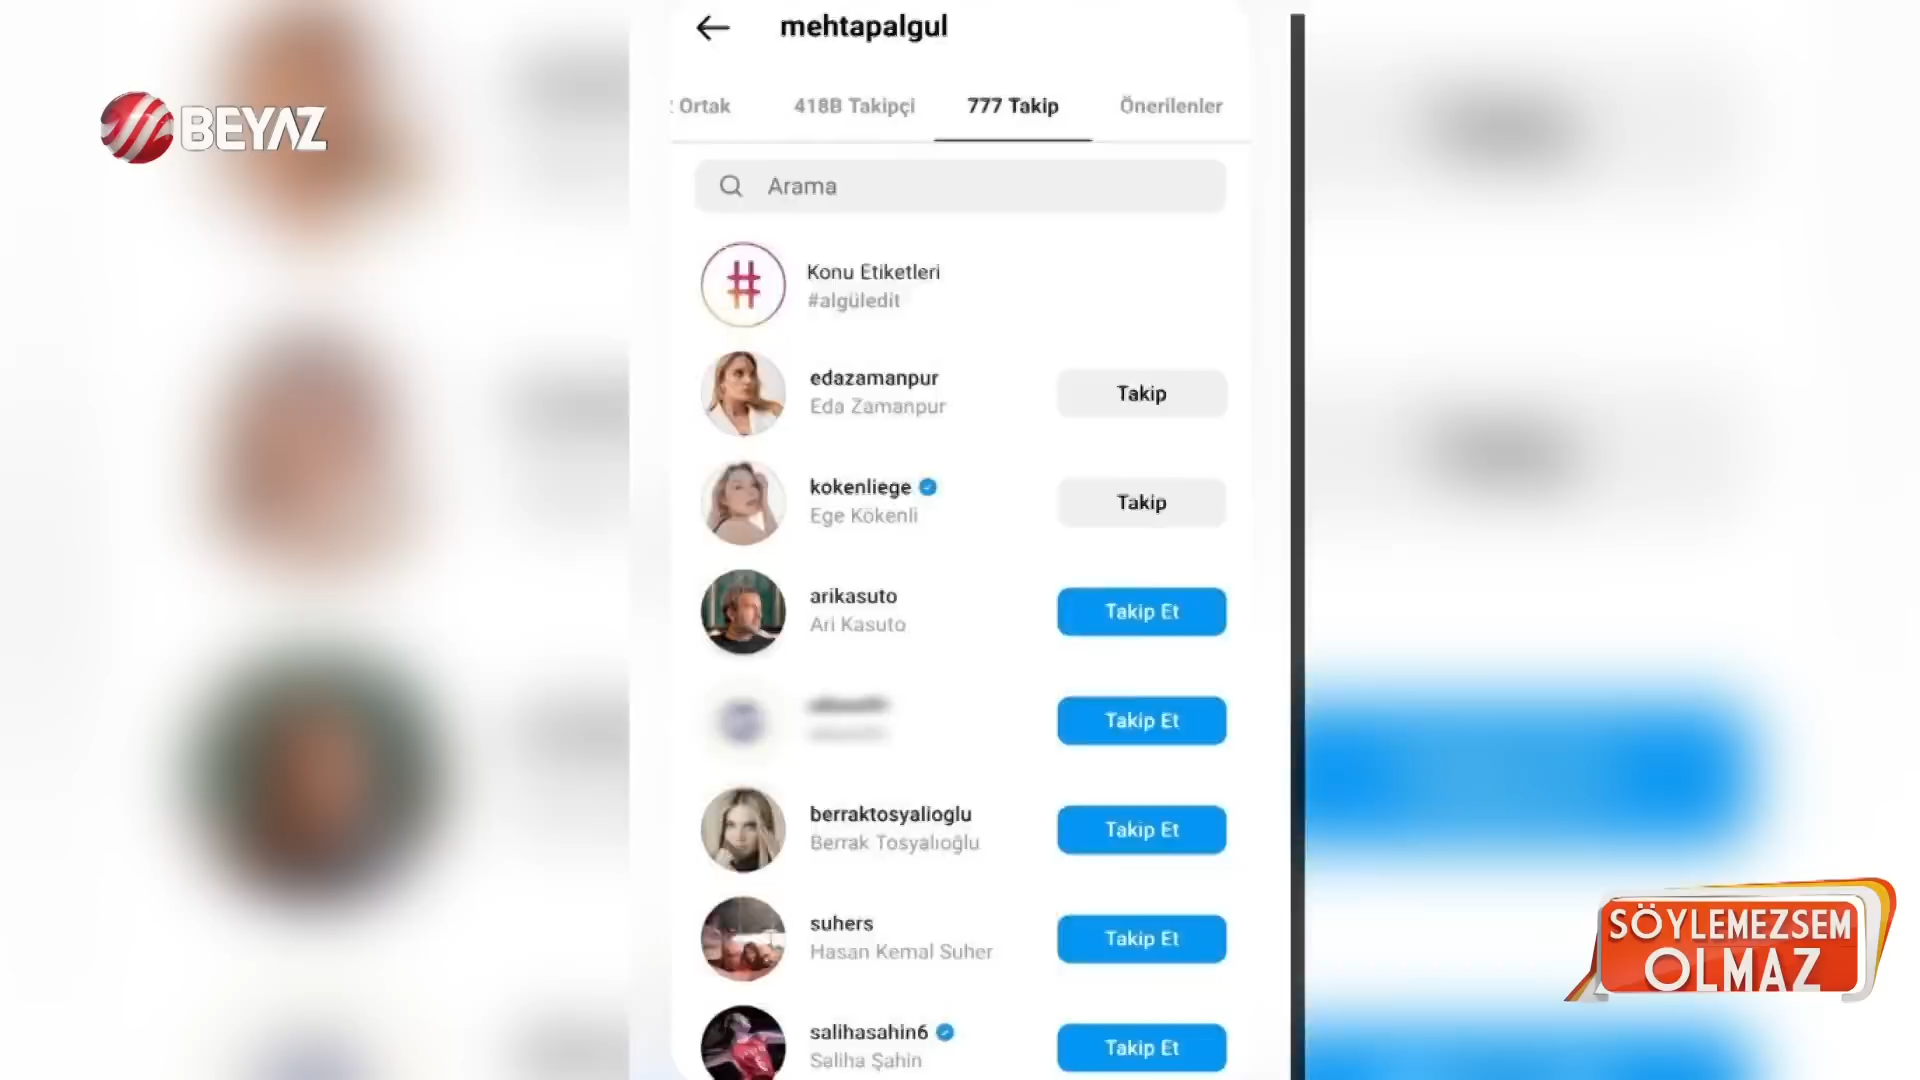 mehtapalgul
BEYAZ
Ortak
418B Takipçi
777 Takip
Önerilenler
Arama
Konu Etiketleri
#algüledit
edazamanpur
Eda Zamanpur
Takip
kokenliege
Ege Kökenli
Takip
arikasuto
Ari Kasuto
Takip Et
Takip Et
berraktosyalioglu
Berrak Tosyalıoğlu
Takip Et
suhers
Hasan Kemal Suher
Takip Et
salihasahin6
Saliha Şahin
Takip Et
SÖYLEMEZSEM
OLMAZ